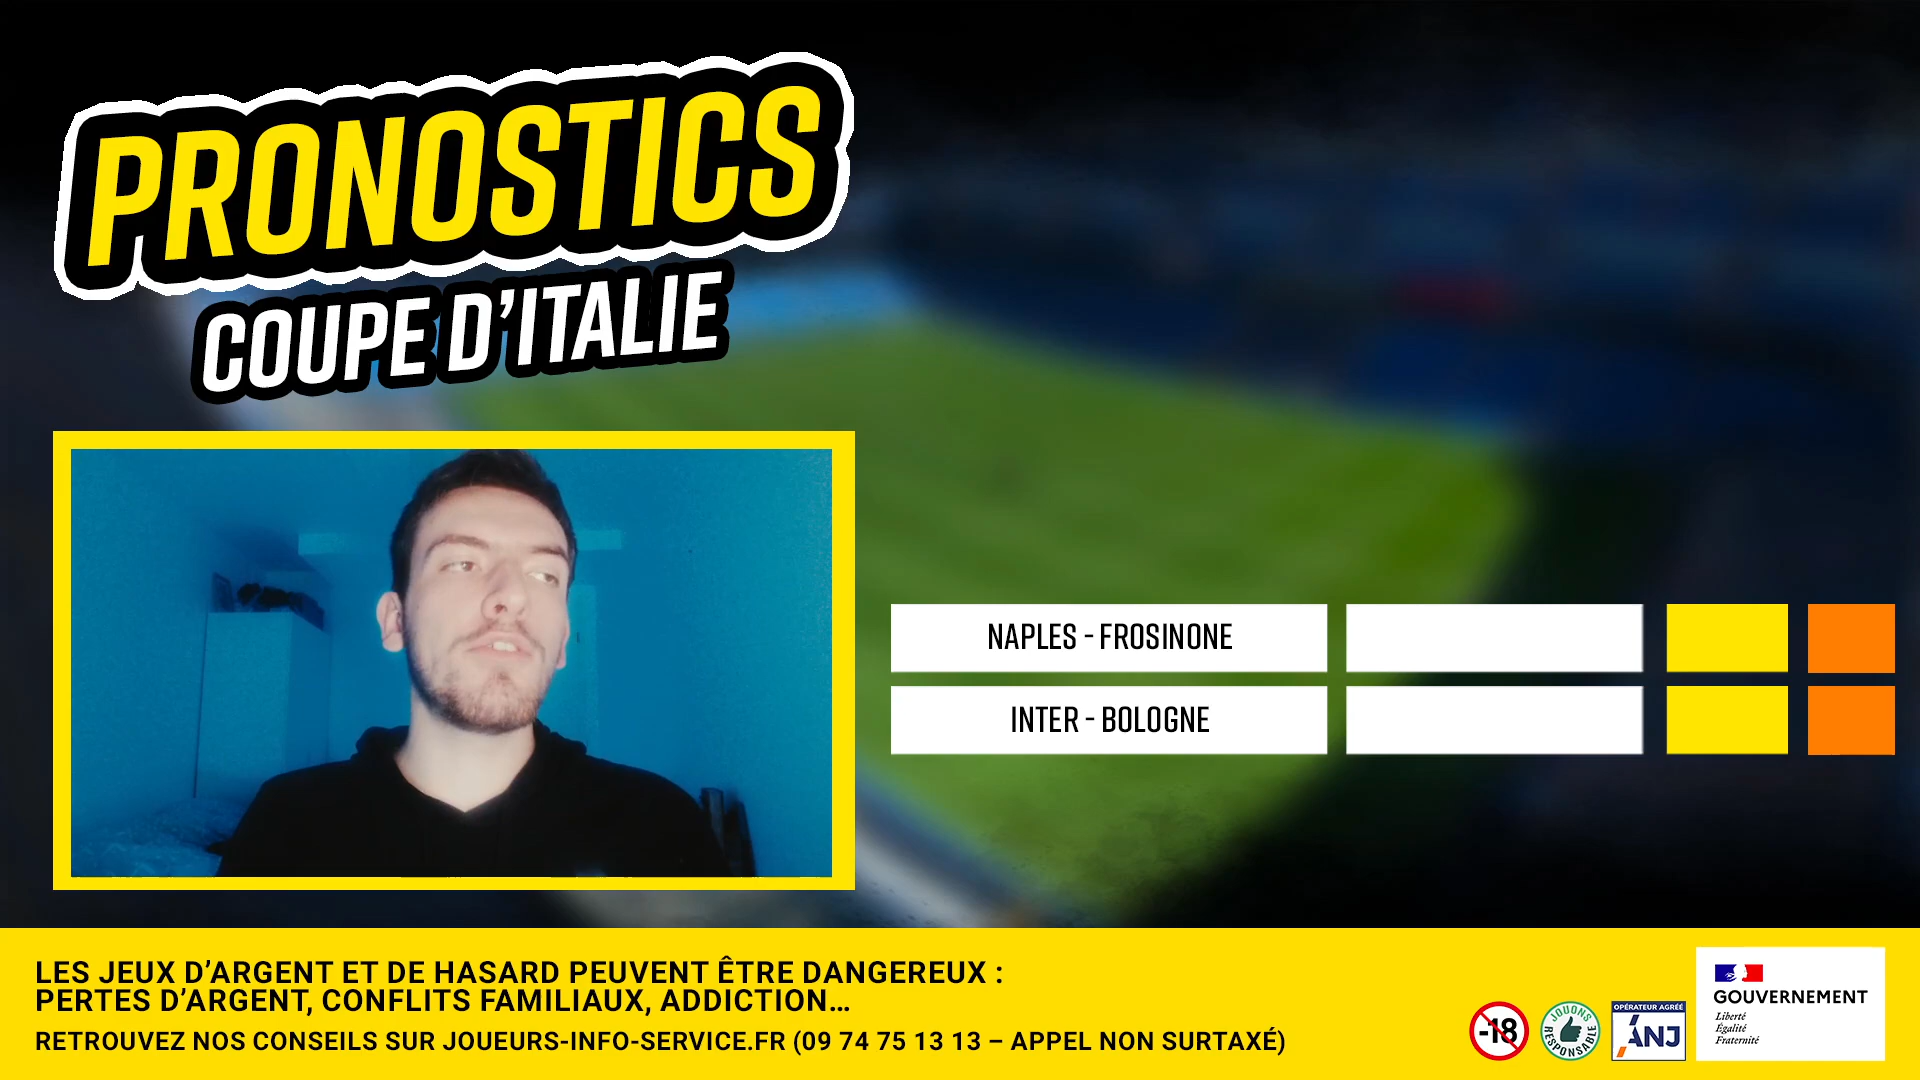 PRONOSTICS
COUPE D’ITALIE
NAPLES - FROSINONE
INTER - BOLOGNE
LES JEUX D’ARGENT ET DE HASARD PEUVENT ÊTRE DANGEREUX :
PERTES D’ARGENT, CONFLITS FAMILIAUX, ADDICTION…
RETROUVEZ NOS CONSEILS SUR JOUEURS-INFO-SERVICE.FR (09 74 75 13 13 – APPEL NON SURTAXÉ)
-18
JOUONS
RESPONSABLE
OPÉRATEUR AGRÉÉ
ANJ
GOUVERNEMENT
Liberté
Égalité
Fraternité